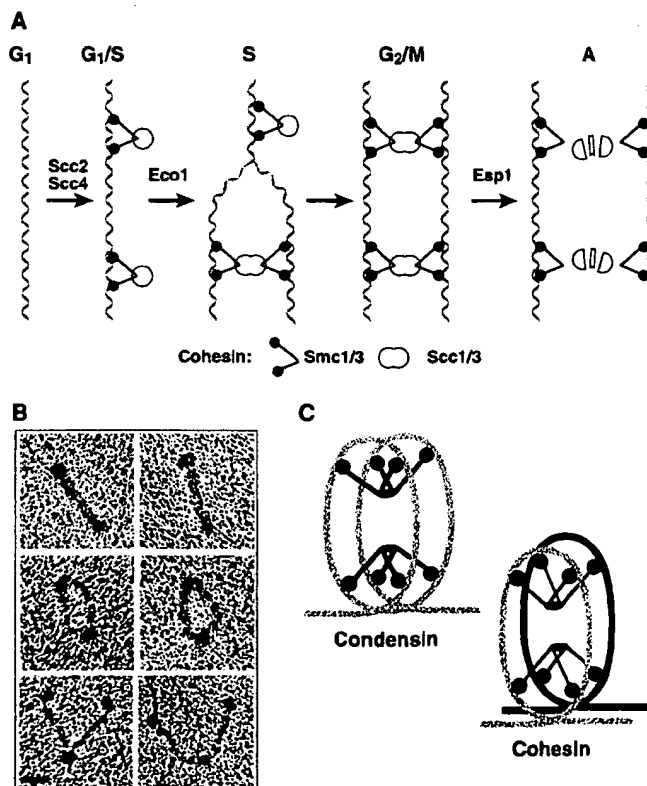 A
G1 G1/S S G2/M A
Scc2
Scc4
Eco1
Esp1
Cohesin: Smc1/3 Scc1/3
B C
Condensin
Cohesin